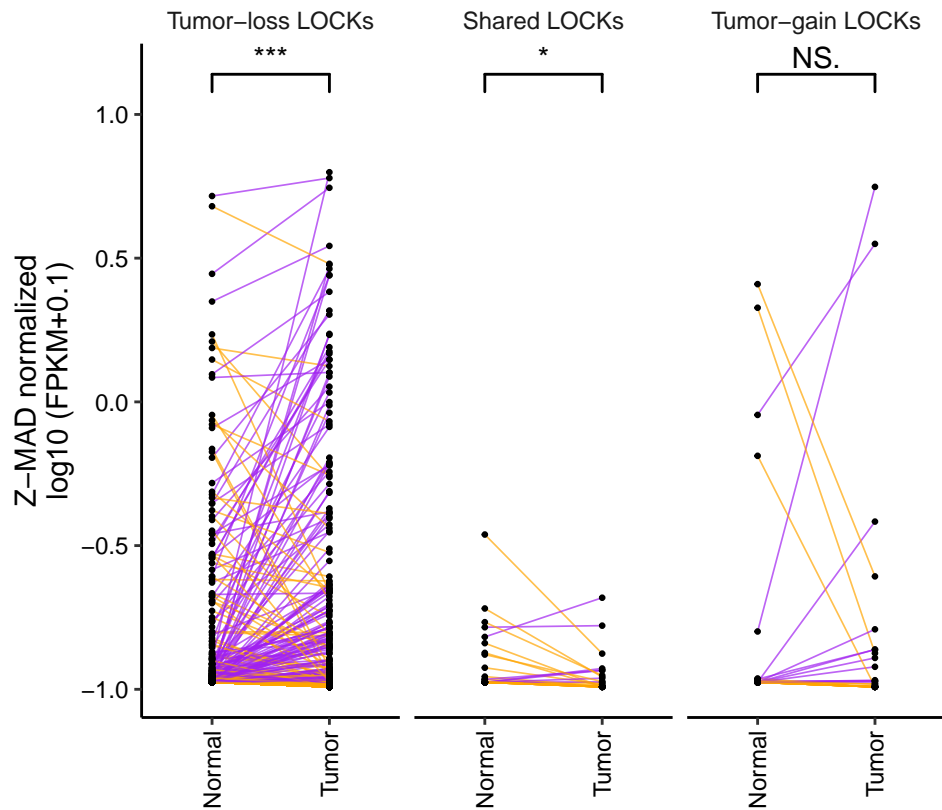 Tumor−loss LOCKs Shared LOCKs Tumor−gain LOCKs
*** * NS.
1.0
0.5
0.0
−0.5
−1.0
Z−MAD normalized
log10 (FPKM+0.1)
Normal Tumor Normal Tumor Normal Tumor